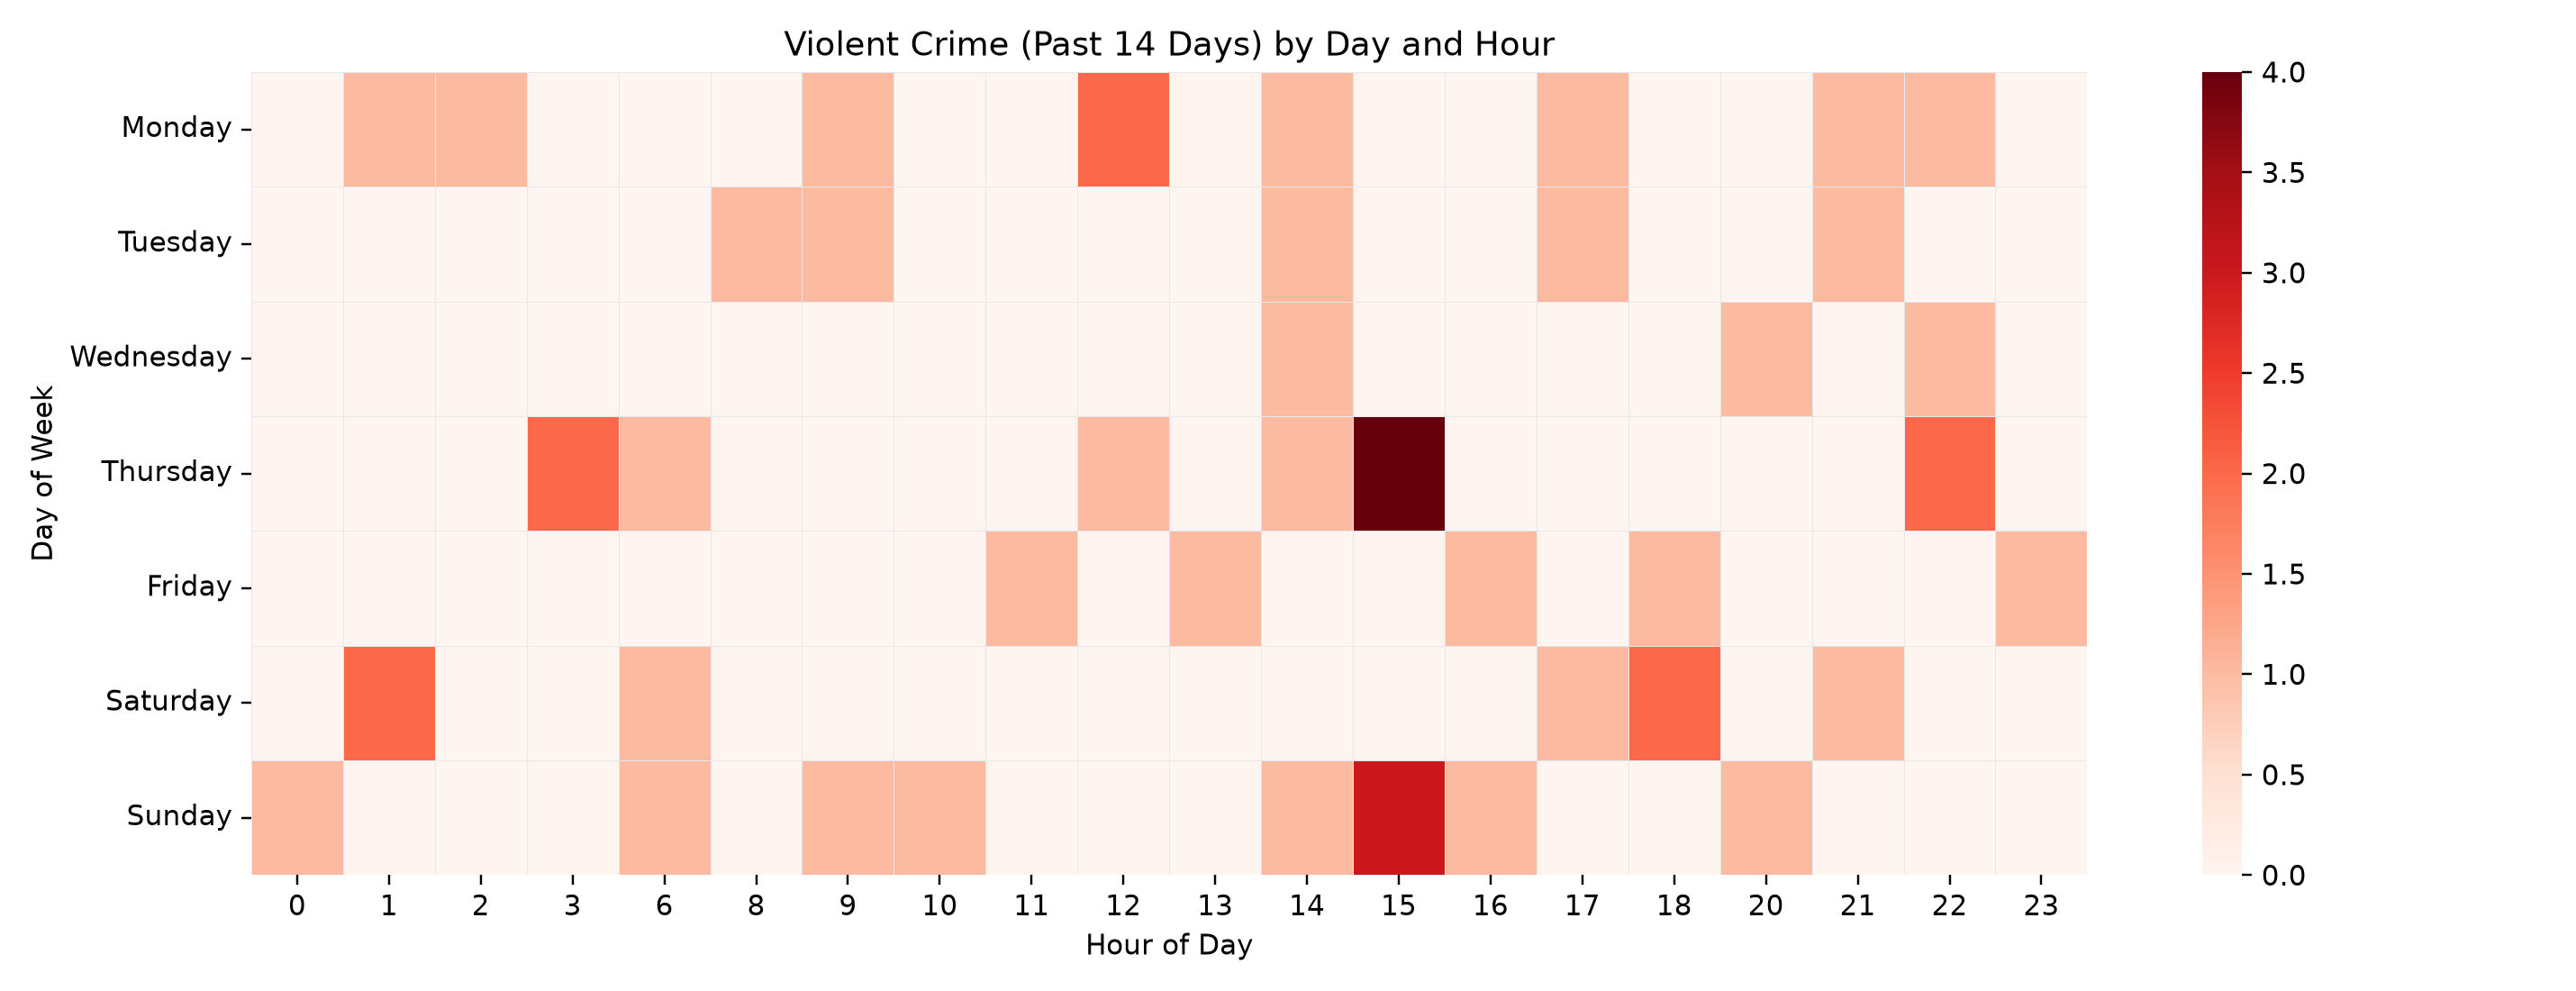 Violent Crime (Past 14 Days) by Day and Hour
Day of Week
Monday
Tuesday
Wednesday
Thursday
Friday
Saturday
Sunday
0 1 2 3 6 8 9 10 11 12 13 14 15 16 17 18 20 21 22 23
Hour of Day
4.0
3.5
3.0
2.5
2.0
1.5
1.0
0.5
0.0